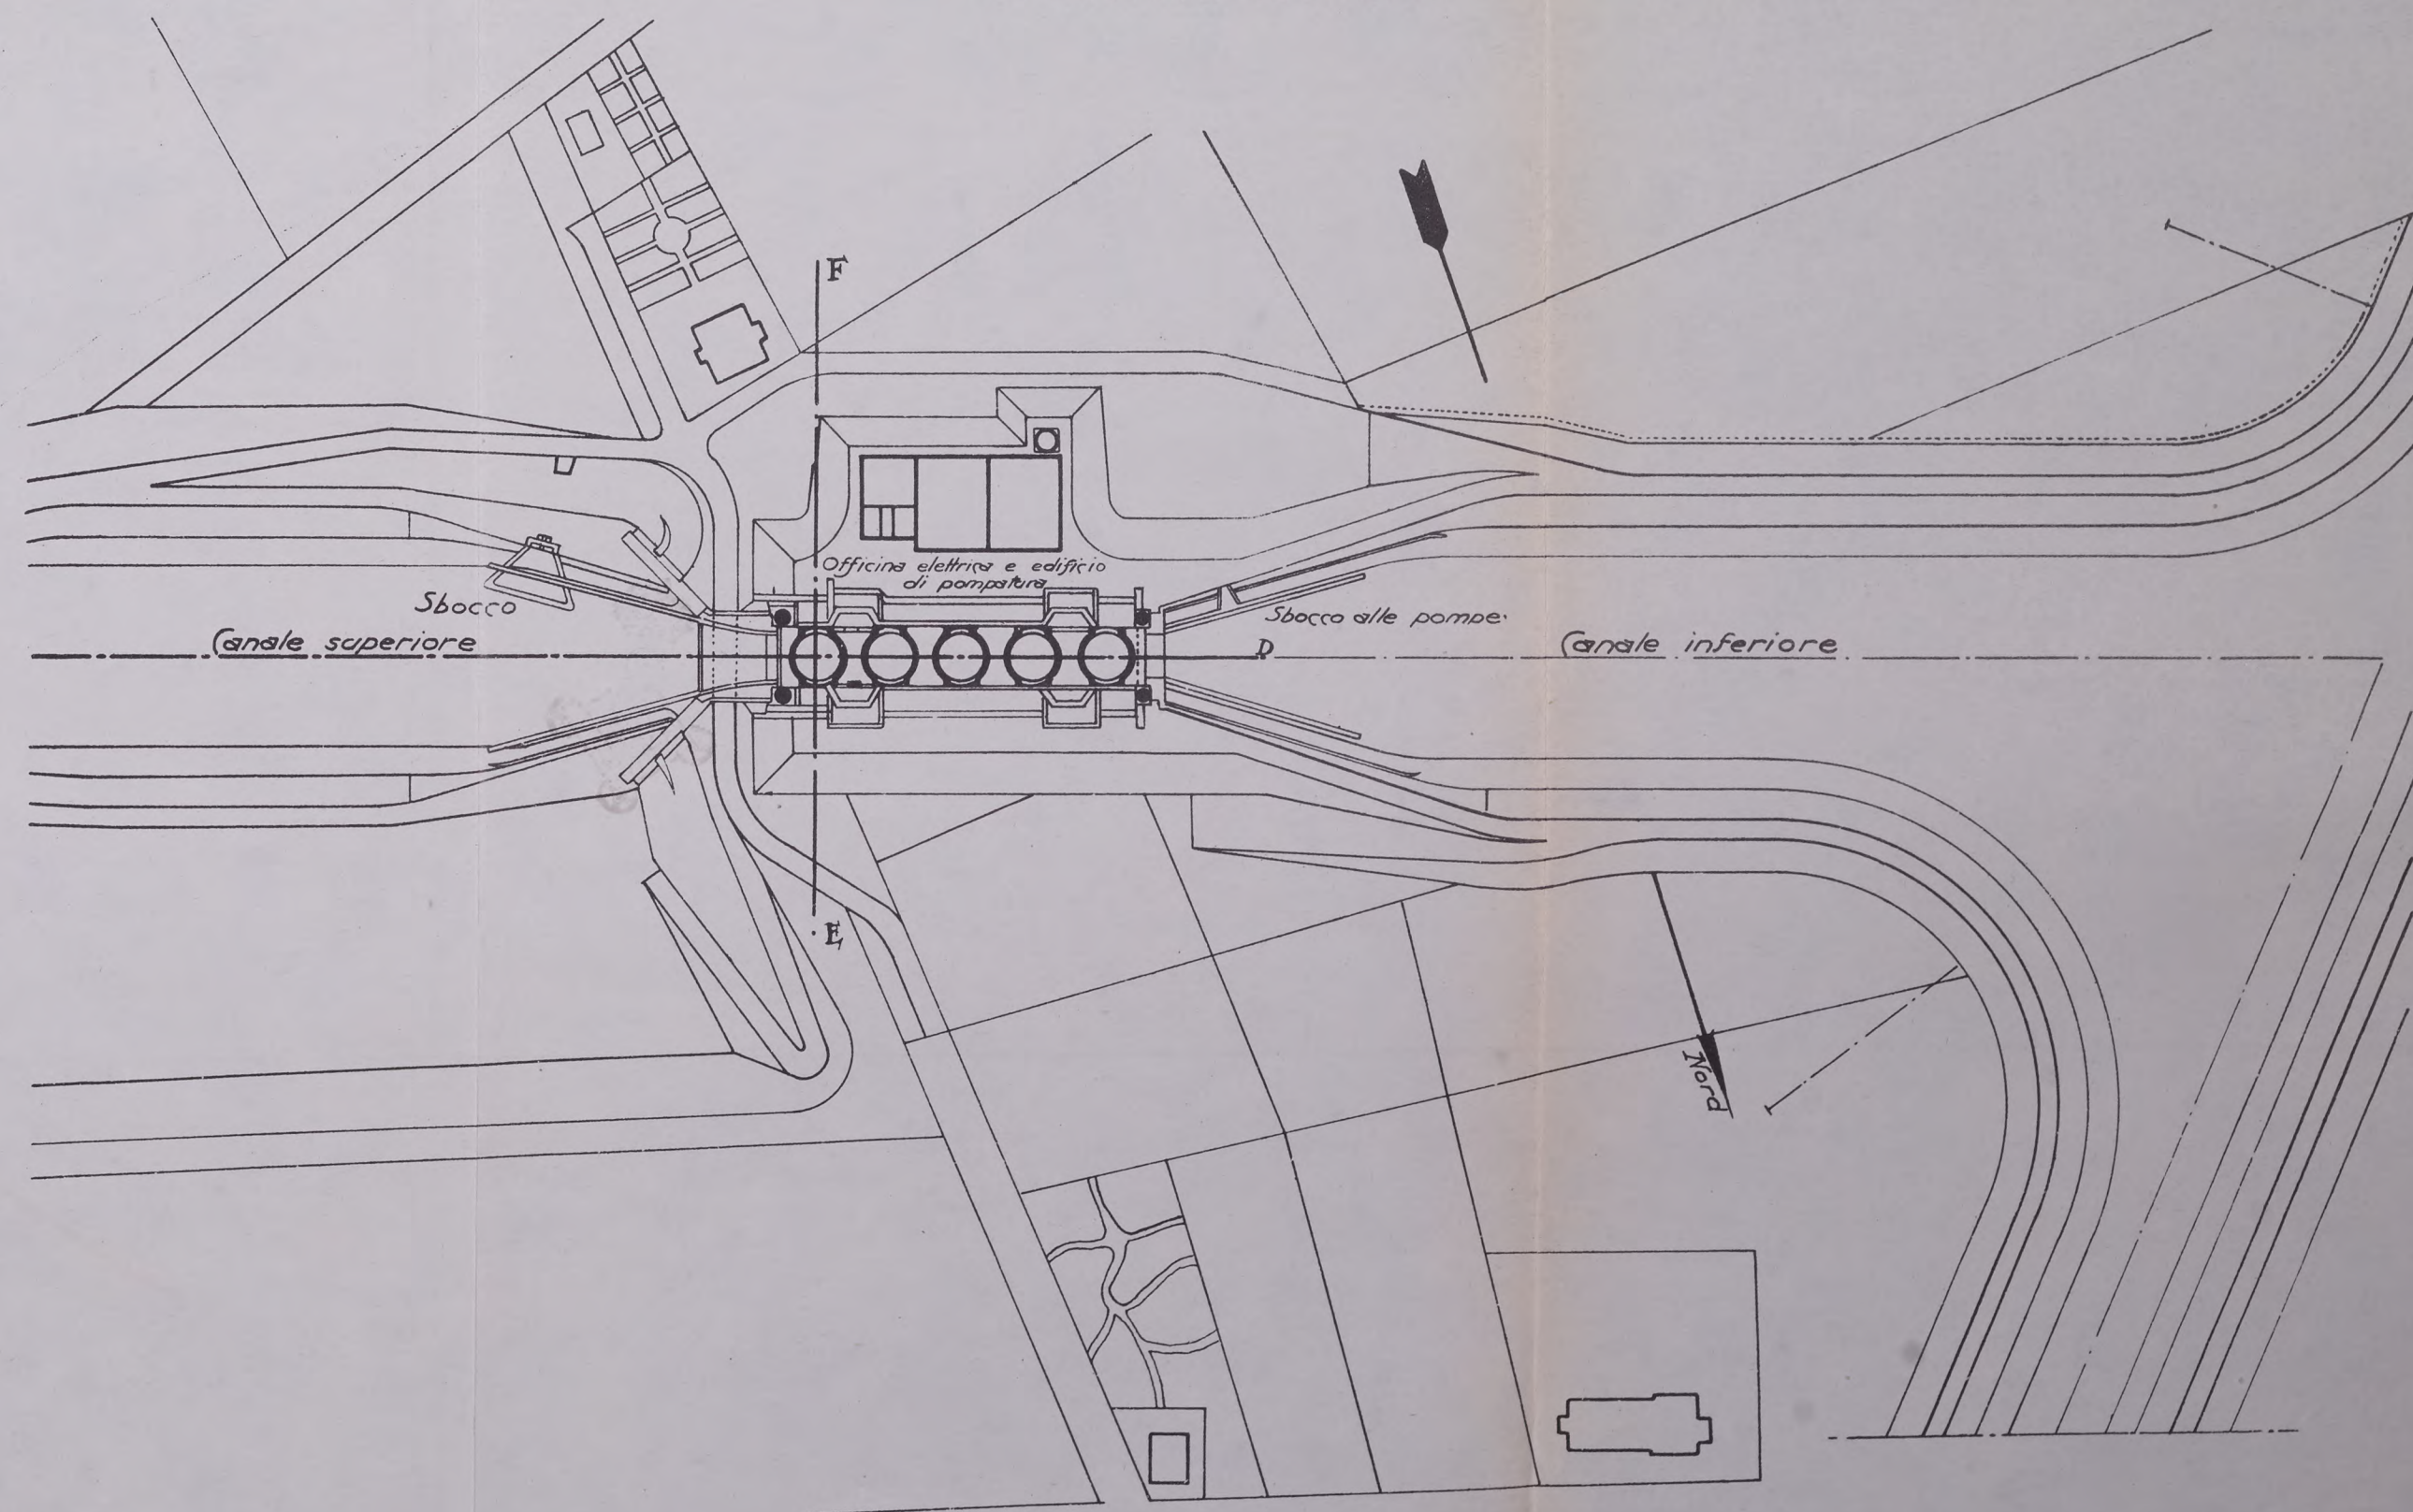 F
Officina elettrica e edificio
di pompatura
Sbocco
Sbocco alle pompe.
Canale superiore
D
Canale inferiore
E
Nord